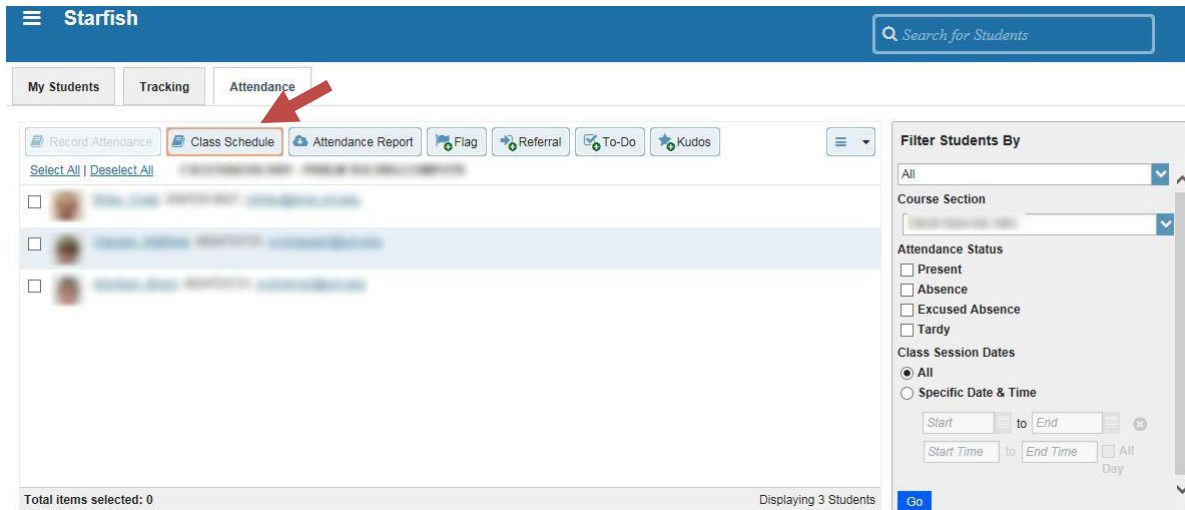 Starfish
Search for Students
My Students Tracking Attendance
Record Attendance Class Schedule Attendance Report Flag Referral To-Do Kudos
Select All | Deselect All
Filter Students By
All
Course Section
Attendance Status
Present
Absence
Excused Absence
Tardy
Class Session Dates
All
Specific Date & Time
Start to End
Start Time to End Time All Day
Total items selected: 0 Displaying 3 Students
Go